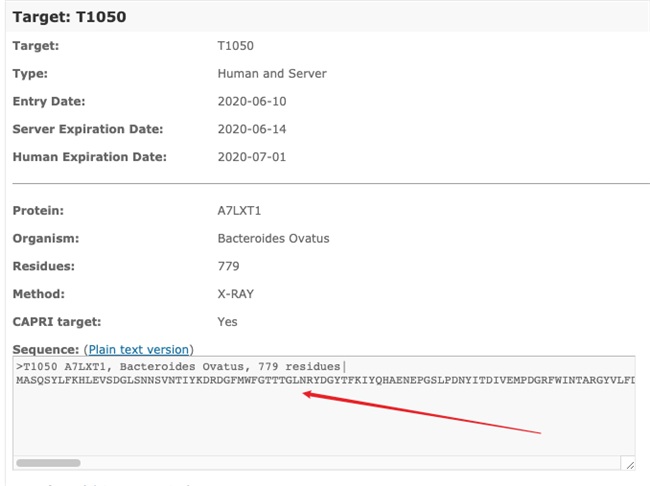 Target: T1050
Target: T1050
Type: Human and Server
Entry Date: 2020-06-10
Server Expiration Date: 2020-06-14
Human Expiration Date: 2020-07-01
Protein: A7LXT1
Organism: Bacteroides Ovatus
Residues: 779
Method: X-RAY
CAPRI target: Yes
Sequence: (Plain text version)
>T1050 A7LXT1, Bacteroides Ovatus, 779 residues|
MASQSYLFKHLEVSDGLSNNSVNTIYKDRDGFMWFGTTTGLNRYDGYTFKIYQHAENEPGSLPDNYITDIVEMPDGRFWINTARGYVLFD